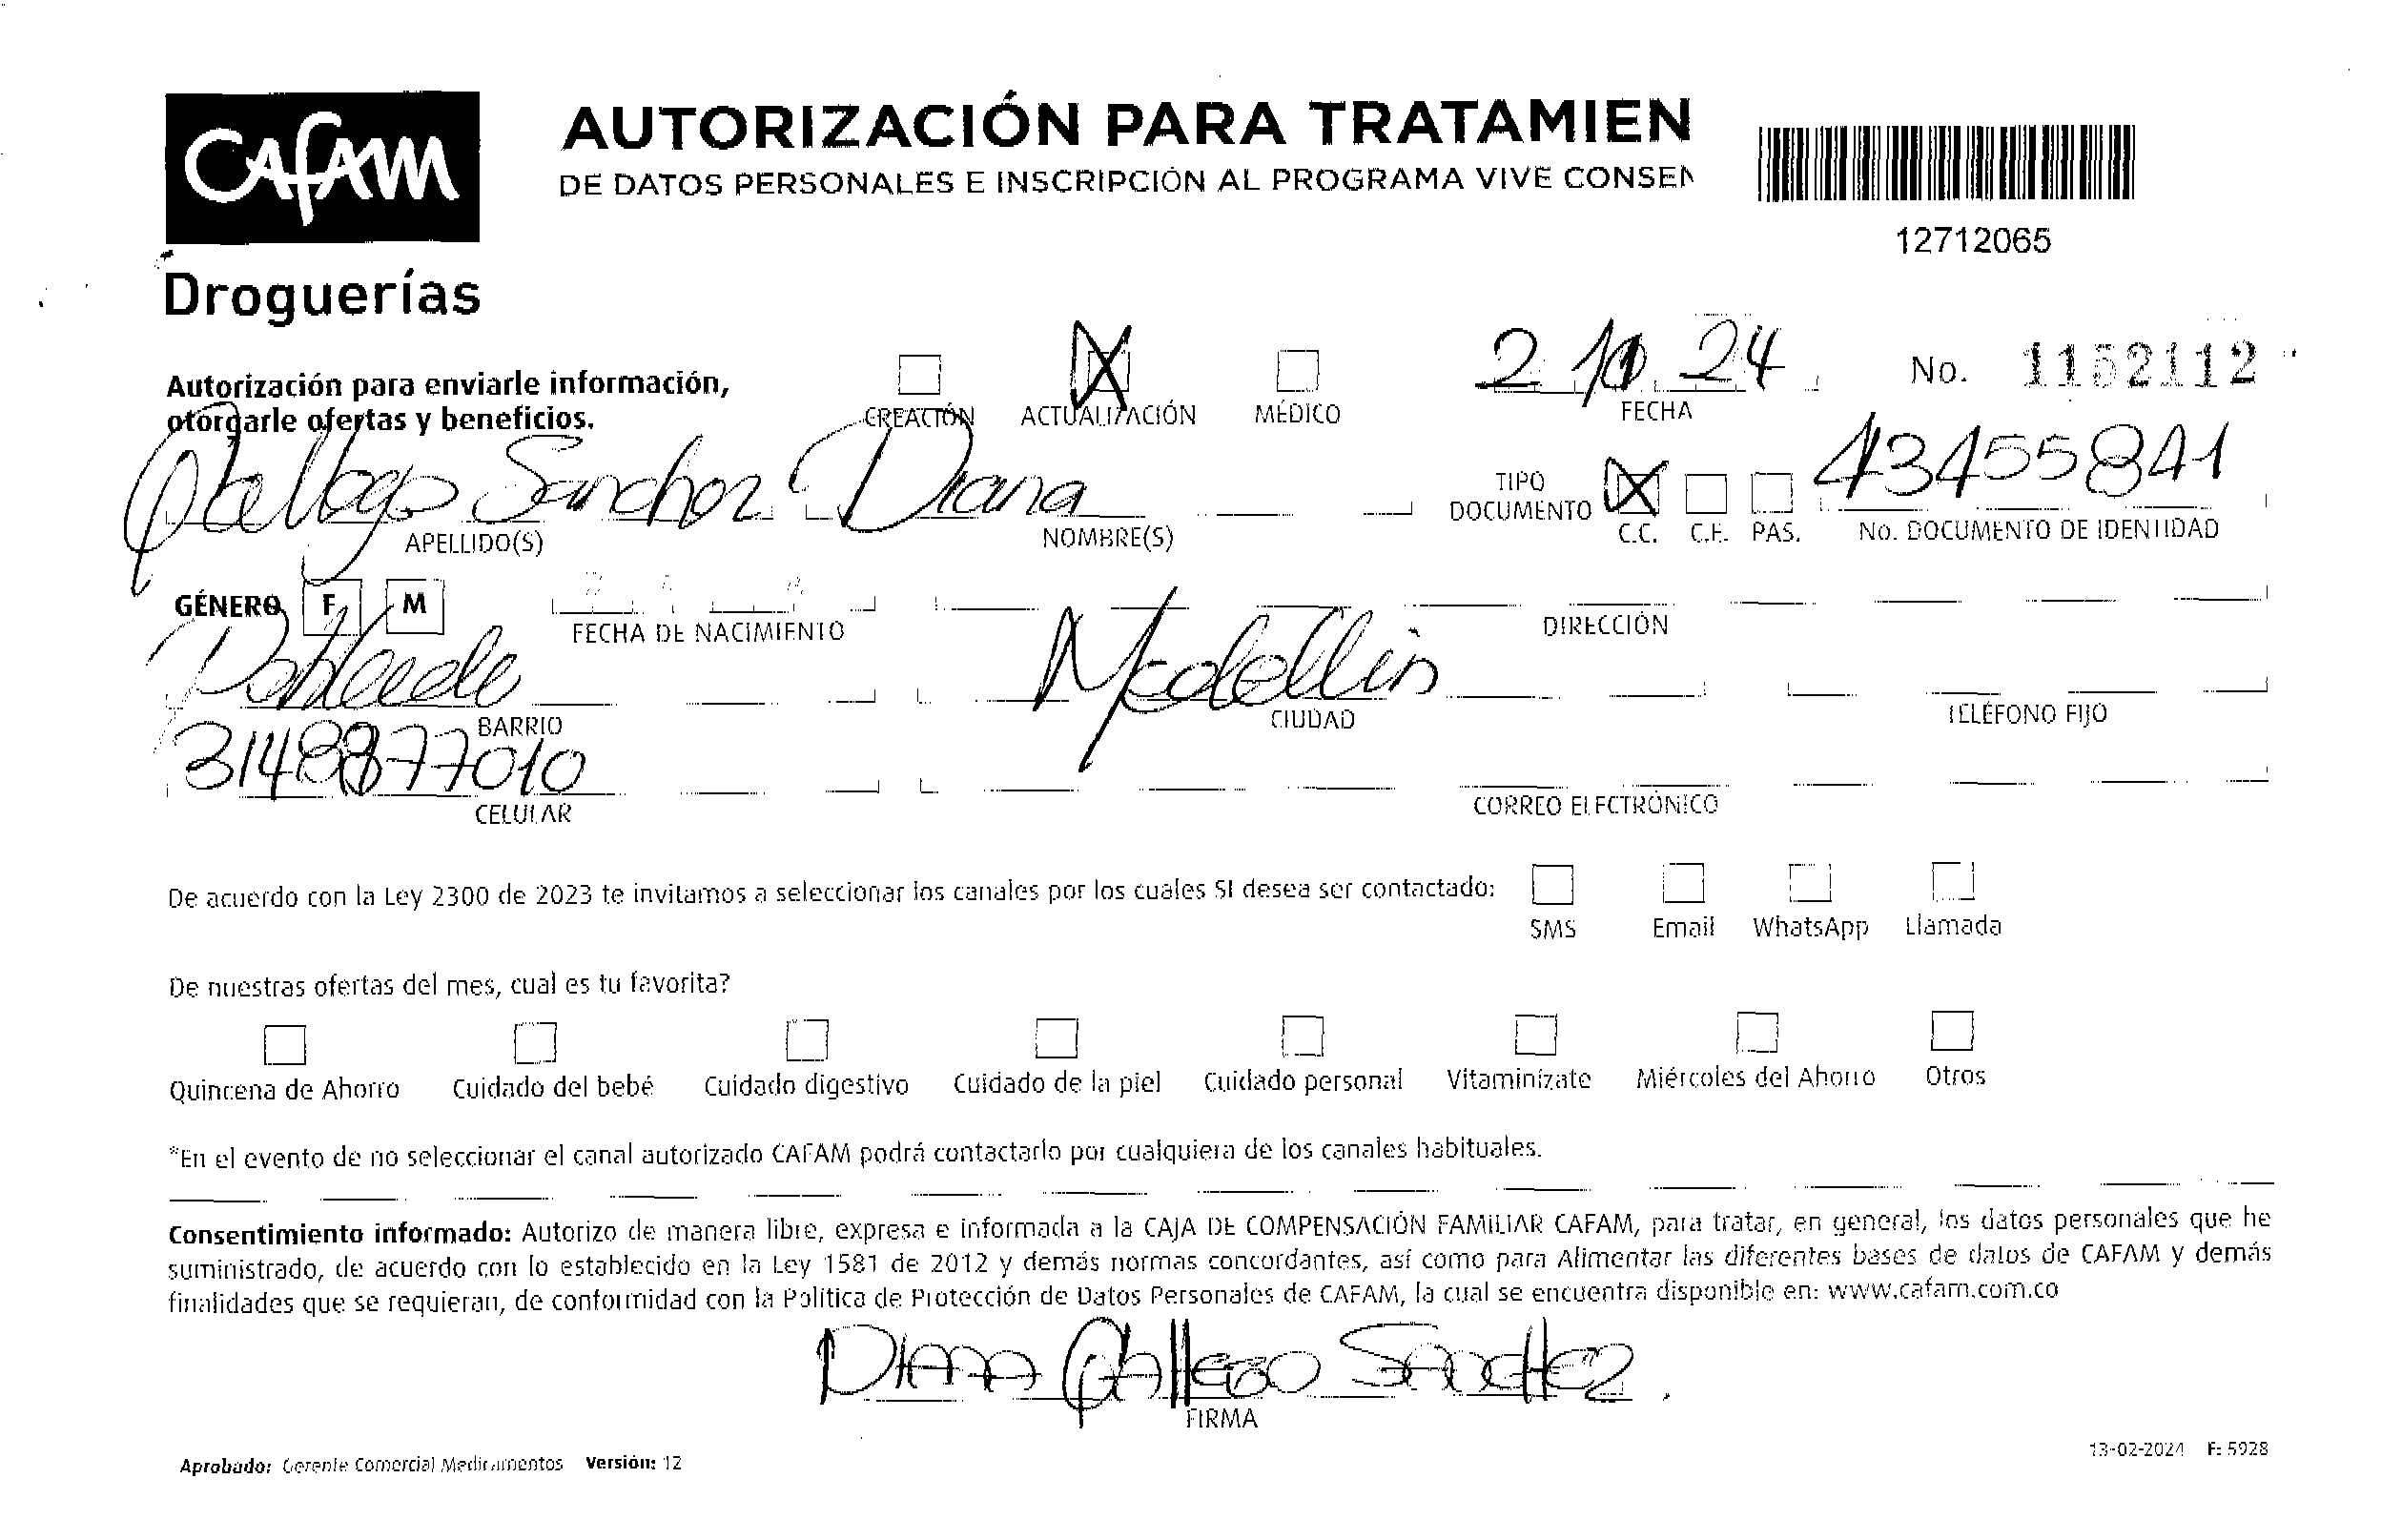 CAFAM
Droguerías
AUTORIZACIÓN PARA TRATAMIEN
DE DATOS PERSONALES E INSCRIPCIÓN AL PROGRAMA VIVE CONSEN
12712065
Autorización para enviarle información,
otorgarle ofertas y beneficios.
CREACIÓN ACTUALIZACIÓN MÉDICO
2 24
FECHA
No. 1152112
Gallego Sanchez Diana
APELLIDO(S) NOMBRE(S)
TIPO
DOCUMENTO
C.C. C.E. PAS.
43455841
No. DOCUMENTO DE IDENTIDAD
GÉNERO F M
D M A
FECHA DE NACIMIENTO DIRECCIÓN
Poblado Medellin
BARRIO CIUDAD TELÉFONO FIJO
3148877010
CELULAR CORREO ELECTRÓNICO
De acuerdo con la Ley 2300 de 2023 te invitamos a seleccionar los canales por los cuales SI desea ser contactado:
SMS Email WhatsApp Llamada
De nuestras ofertas del mes, cual es tu favorita?
Quincena de Ahorro Cuidado del bebé Cuidado digestivo Cuidado de la piel Cuidado personal Vitaminízate Miércoles del Ahorro Otros
*En el evento de no seleccionar el canal autorizado CAFAM podrá contactarlo por cualquiera de los canales habituales.
Consentimiento informado: Autorizo de manera libre, expresa e informada a la CAJA DE COMPENSACIÓN FAMILIAR CAFAM, para tratar, en general, los datos personales que he
suministrado, de acuerdo con lo establecido en la Ley 1581 de 2012 y demás normas concordantes, así como para Alimentar las diferentes bases de datos de CAFAM y demás
finalidades que se requieran, de conformidad con la Política de Protección de Datos Personales de CAFAM, la cual se encuentra disponible en: www.cafam.com.co
DIANA GALLEGO SANCHEZ.
FIRMA
Aprobado: Gerente Comercial Medicamentos Versión: 12
13-02-2024 F: 5928